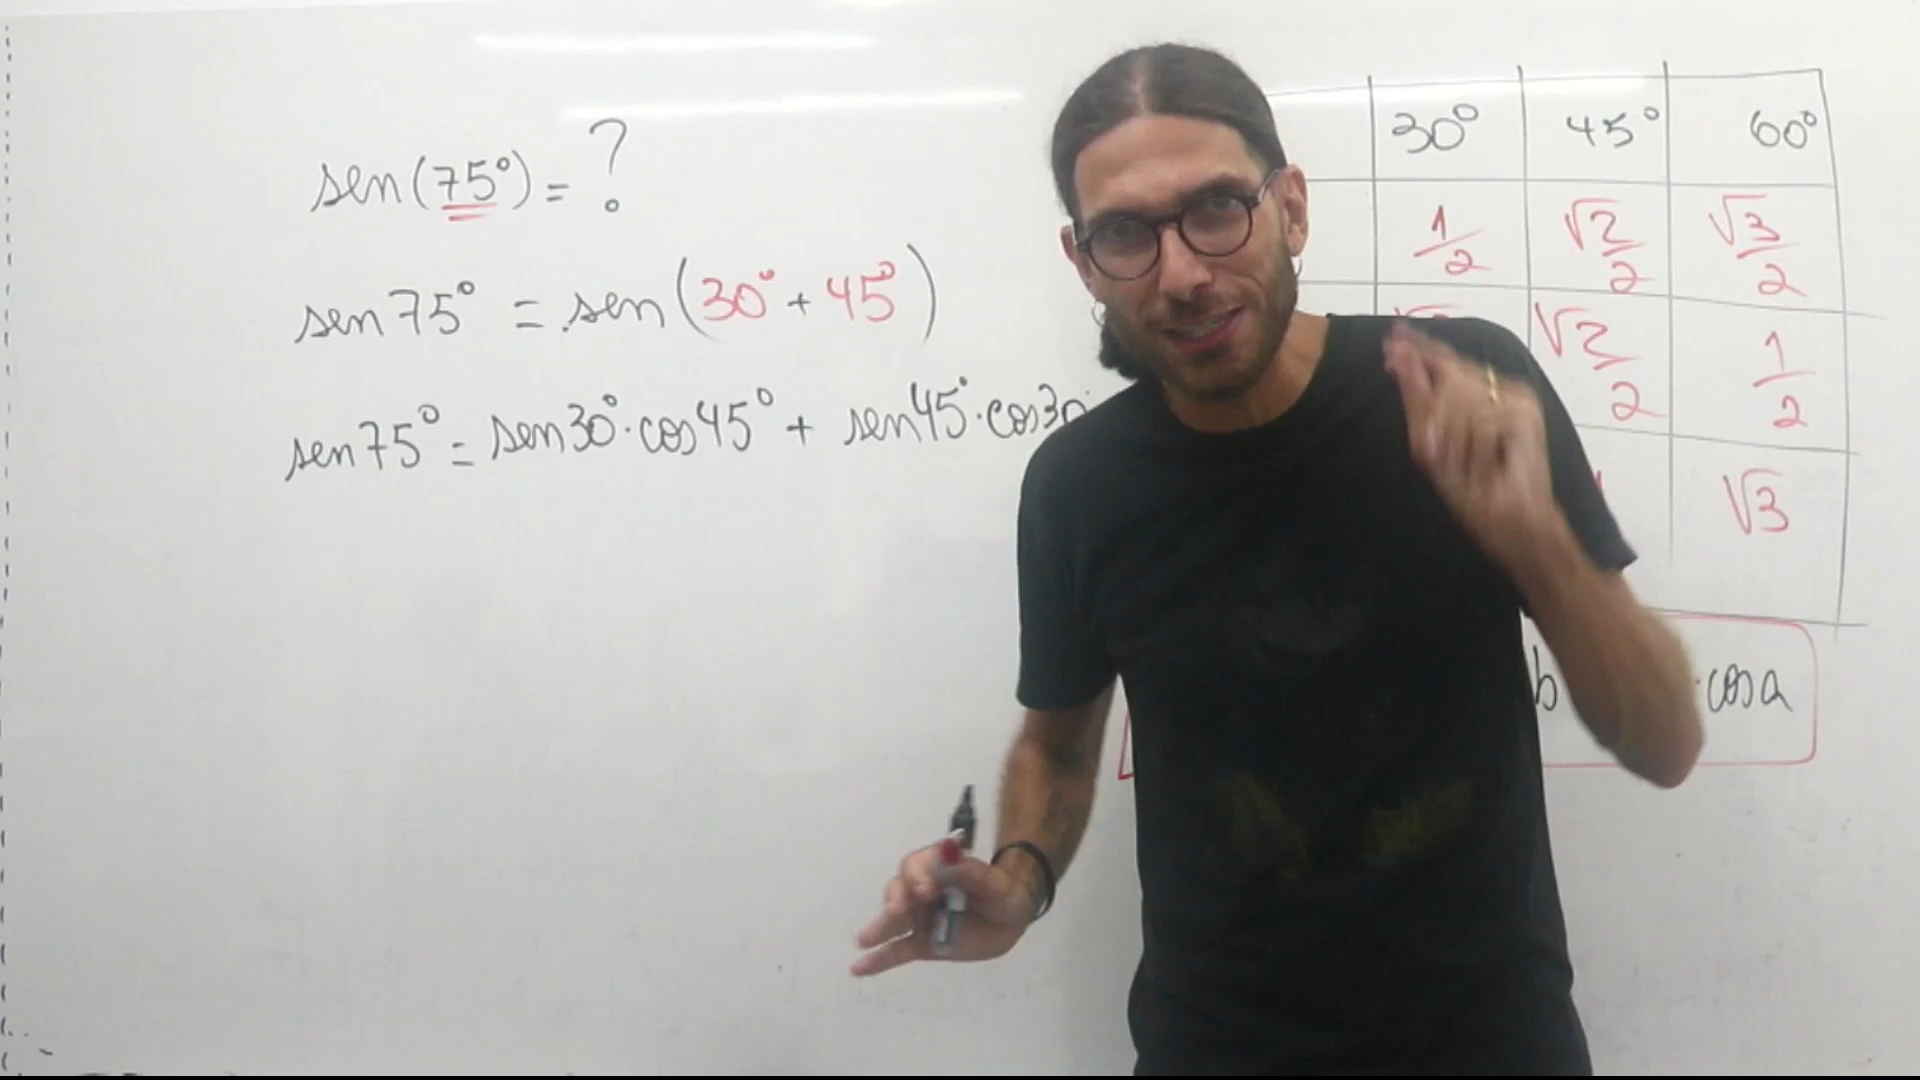 sen(75°) = ?
sen 75° = sen(30° + 45°)
sen 75° = sen 30° · cos 45° + sen 45° · cos 30°
30° 45° 60°
1/2 √2/2 √3/2
√2/2 1/2
√3
b · cos a